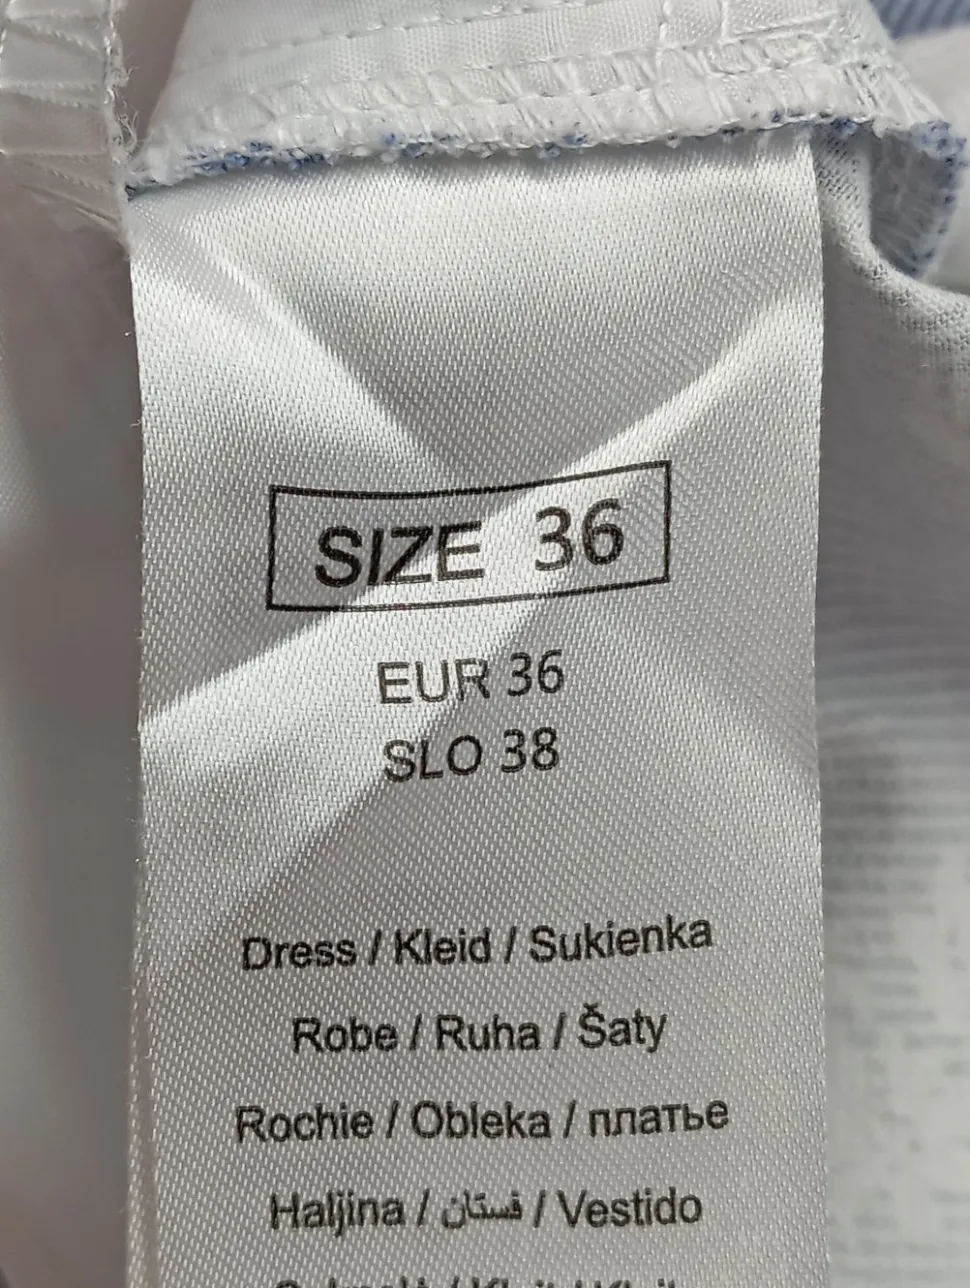 SIZE 36
EUR 36
SLO 38
Dress / Kleid / Sukienka
Robe / Ruha / Šaty
Rochie / Obleka / платье
Haljina / فستان / Vestido